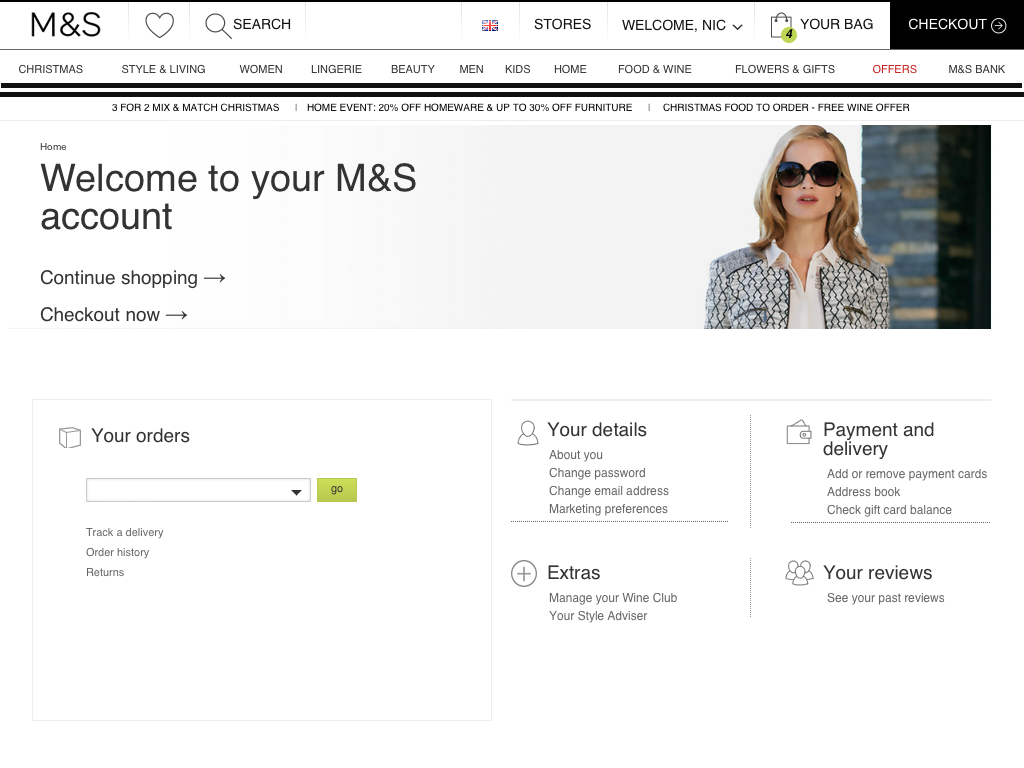 M&S
SEARCH
STORES
WELCOME, NIC
4
YOUR BAG
CHECKOUT
CHRISTMAS
STYLE & LIVING
WOMEN
LINGERIE
BEAUTY
MEN
KIDS
HOME
FOOD & WINE
FLOWERS & GIFTS
OFFERS
M&S BANK
3 FOR 2 MIX & MATCH CHRISTMAS
HOME EVENT: 20% OFF HOMEWARE & UP TO 30% OFF FURNITURE
CHRISTMAS FOOD TO ORDER - FREE WINE OFFER
Home
Welcome to your M&S
account
Continue shopping
Checkout now
Your orders
go
Track a delivery
Order history
Returns
Your details
About you
Change password
Change email address
Marketing preferences
Payment and
delivery
Add or remove payment cards
Address book
Check gift card balance
Extras
Manage your Wine Club
Your Style Adviser
Your reviews
See your past reviews